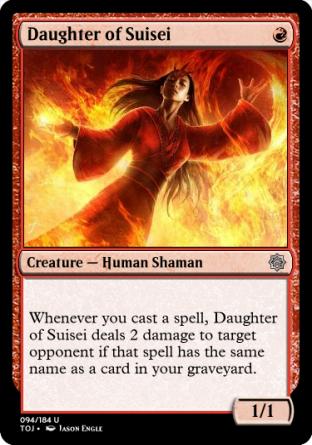 Daughter of Suisei
Creature — Human Shaman
Whenever you cast a spell, Daughter
of Suisei deals 2 damage to target
opponent if that spell has the same
name as a card in your graveyard.
1/1
094/184 U
TOJ • Jason Engle